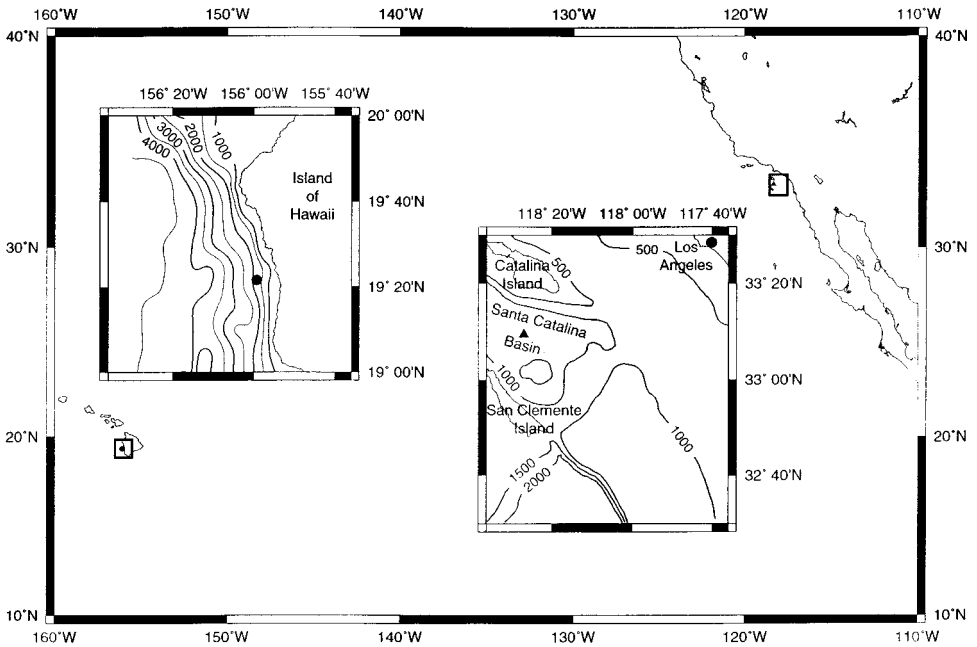 160˚W 150˚W 140˚W 130˚W 120˚W 110˚W
40˚N 40˚N
156˚ 20'W 156˚ 00'W 155˚ 40'W
20˚ 00'N
4000 3000 2000 1000
Island
of
Hawaii
19˚ 40'N
19˚ 20'N
19˚ 00'N
30˚N 30˚N
118˚ 20'W 118˚ 00'W 117˚ 40'W
500 500 Los
Angeles
Catalina
Island
33˚ 20'N
Santa Catalina
Basin
33˚ 00'N
1000
San Clemente
Island
1000
1500
2000
32˚ 40'N
20˚N 20˚N
10˚N 10˚N
160˚W 150˚W 140˚W 130˚W 120˚W 110˚W